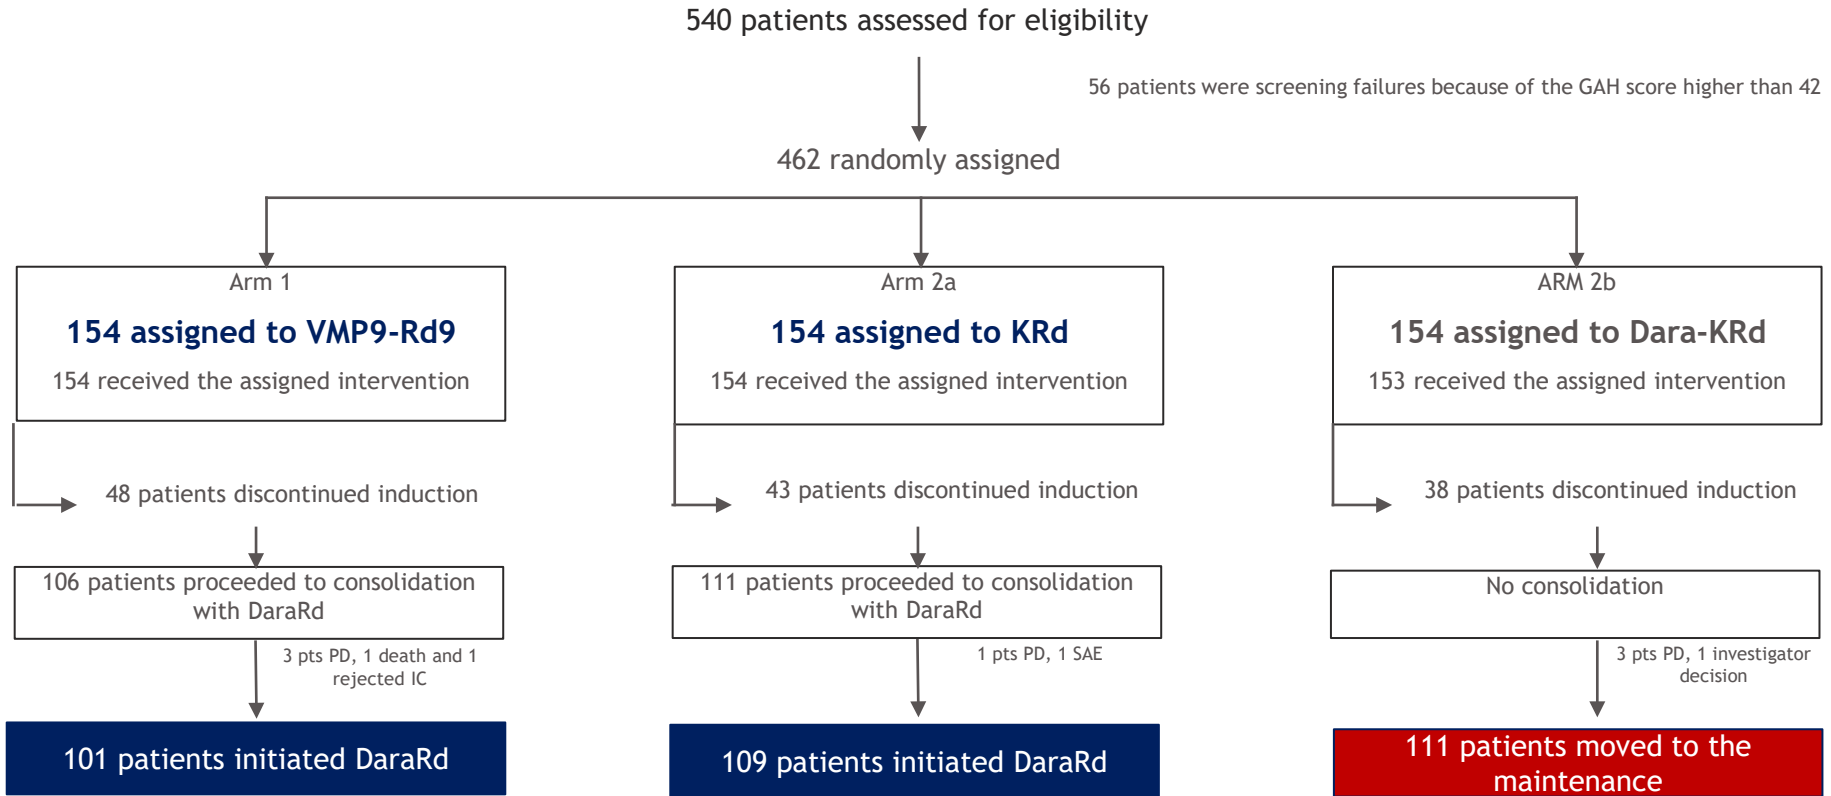 540 patients assessed for eligibility
56 patients were screening failures because of the GAH score higher than 42
462 randomly assigned
Arm 1
154 assigned to VMP9-Rd9
154 received the assigned intervention
Arm 2a
154 assigned to KRd
154 received the assigned intervention
ARM 2b
154 assigned to Dara-KRd
153 received the assigned intervention
48 patients discontinued induction
43 patients discontinued induction
38 patients discontinued induction
106 patients proceeded to consolidation
with DaraRd
111 patients proceeded to consolidation
with DaraRd
No consolidation
3 pts PD, 1 death and 1
rejected IC
1 pts PD, 1 SAE
3 pts PD, 1 investigator
decision
101 patients initiated DaraRd
109 patients initiated DaraRd
111 patients moved to the
maintenance